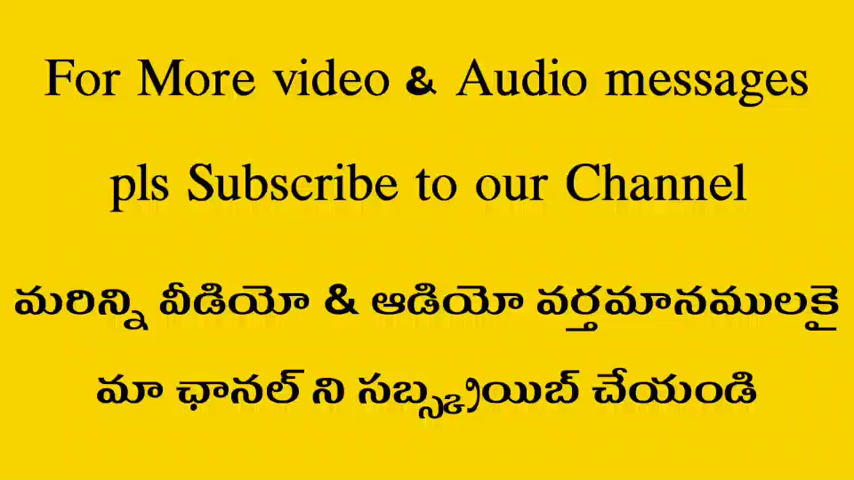 For More video & Audio messages
pls Subscribe to our Channel
మరిన్ని వీడియో & ఆడియో వర్తమానములకై
మా ఛానల్ ని సబ్స్క్రయిబ్ చేయండి